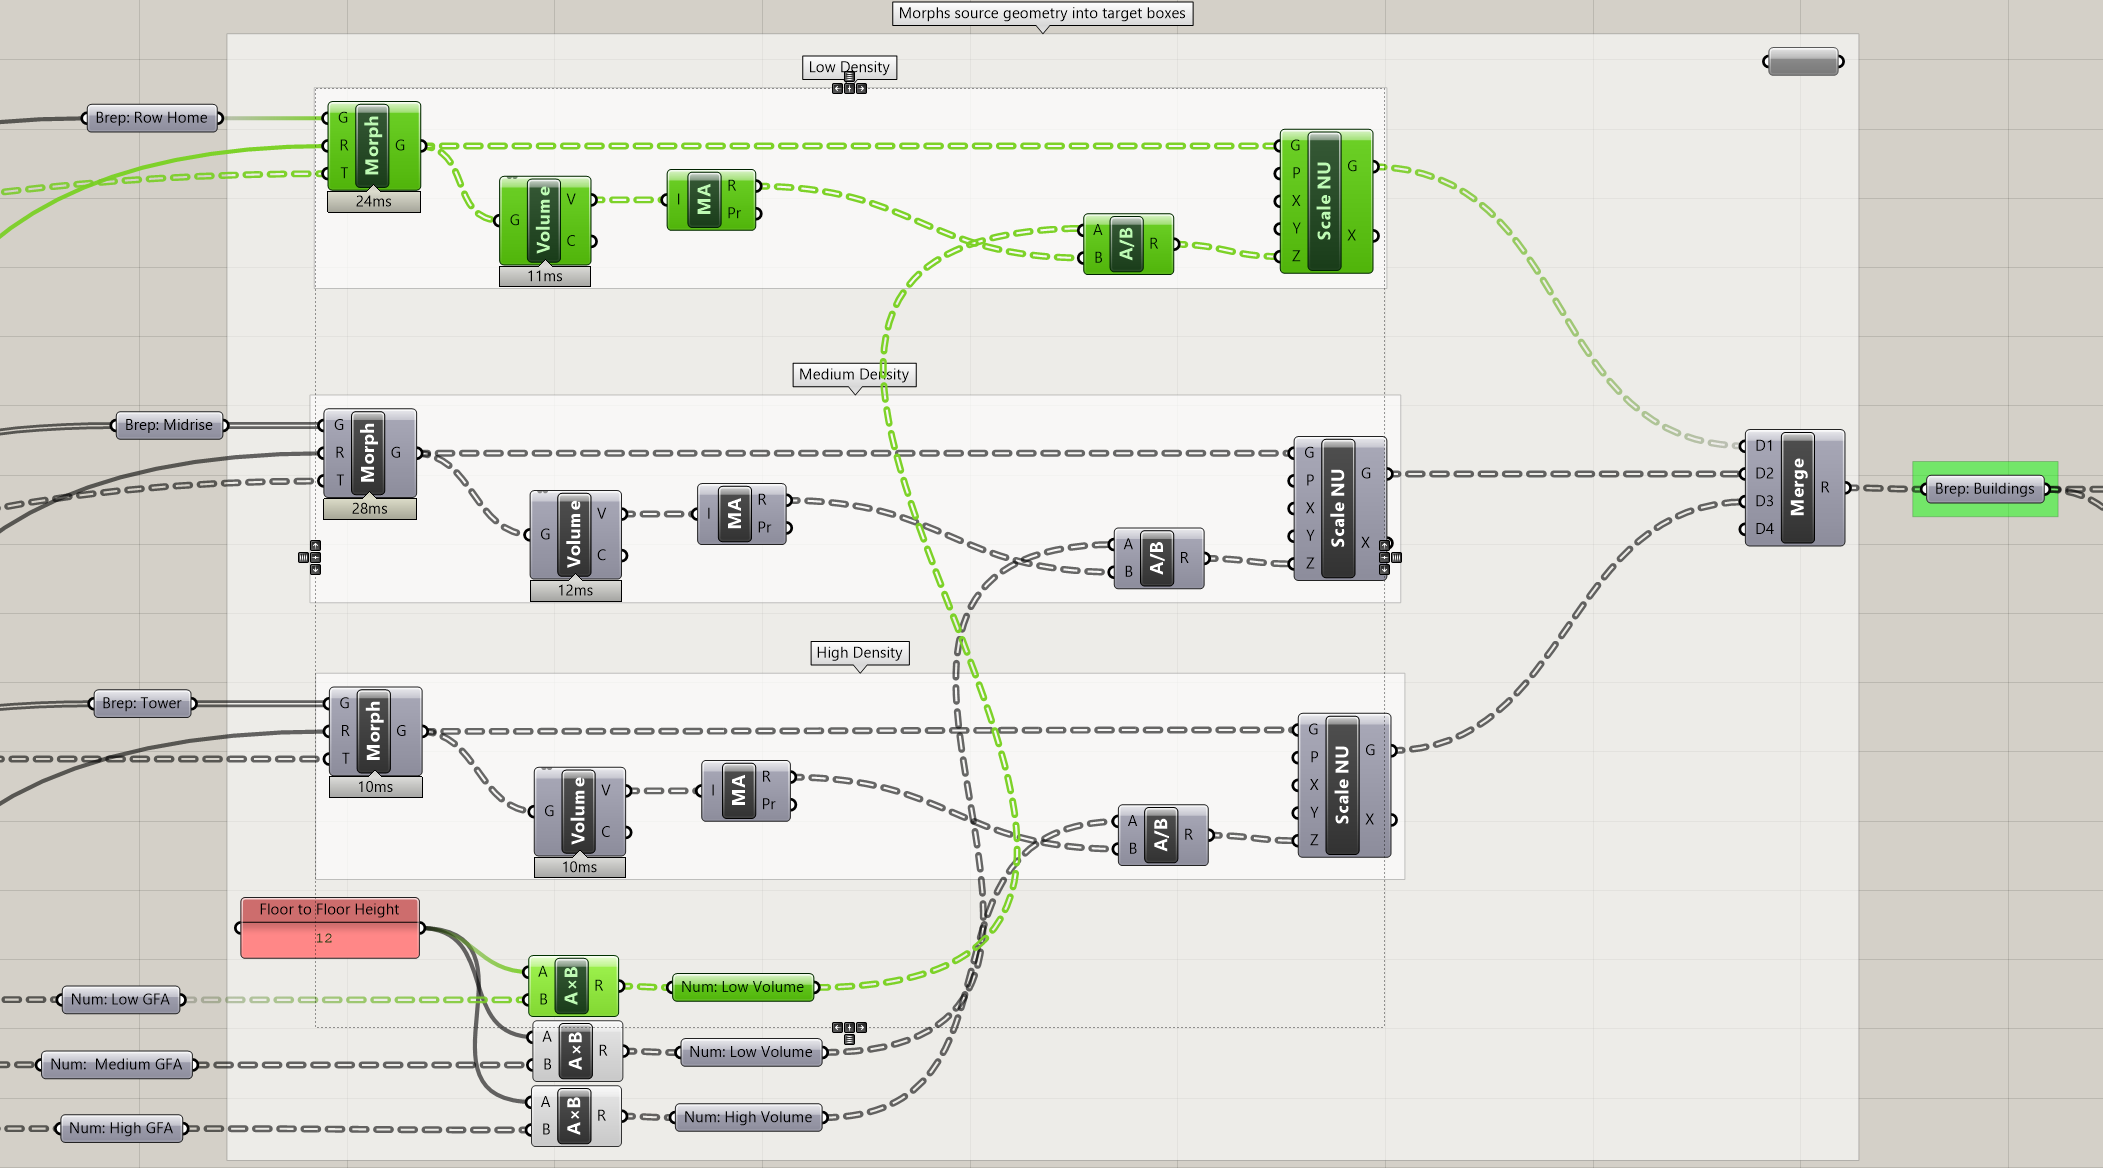 Morphs source geometry into target boxes
Low Density
Brep: Row Home
G
R
T
Morph
G
24ms
G
Volume
V
C
11ms
I
MA
R
Pr
A
B
A/B
R
G
P
X
Y
Z
Scale NU
G
X
Medium Density
Brep: Midrise
G
R
T
Morph
G
28ms
G
Volume
V
C
12ms
I
MA
R
Pr
A
B
A/B
R
G
P
X
Y
Z
Scale NU
G
X
D1
D2
D3
D4
Merge
R
Brep: Buildings
High Density
Brep: Tower
G
R
T
Morph
G
10ms
G
Volume
V
C
10ms
I
MA
R
Pr
A
B
A/B
R
G
P
X
Y
Z
Scale NU
G
X
Floor to Floor Height
12
Num: Low GFA
A
B
A×B
R
Num: Low Volume
Num: Medium GFA
A
B
A×B
R
Num: Low Volume
Num: High GFA
A
B
A×B
R
Num: High Volume